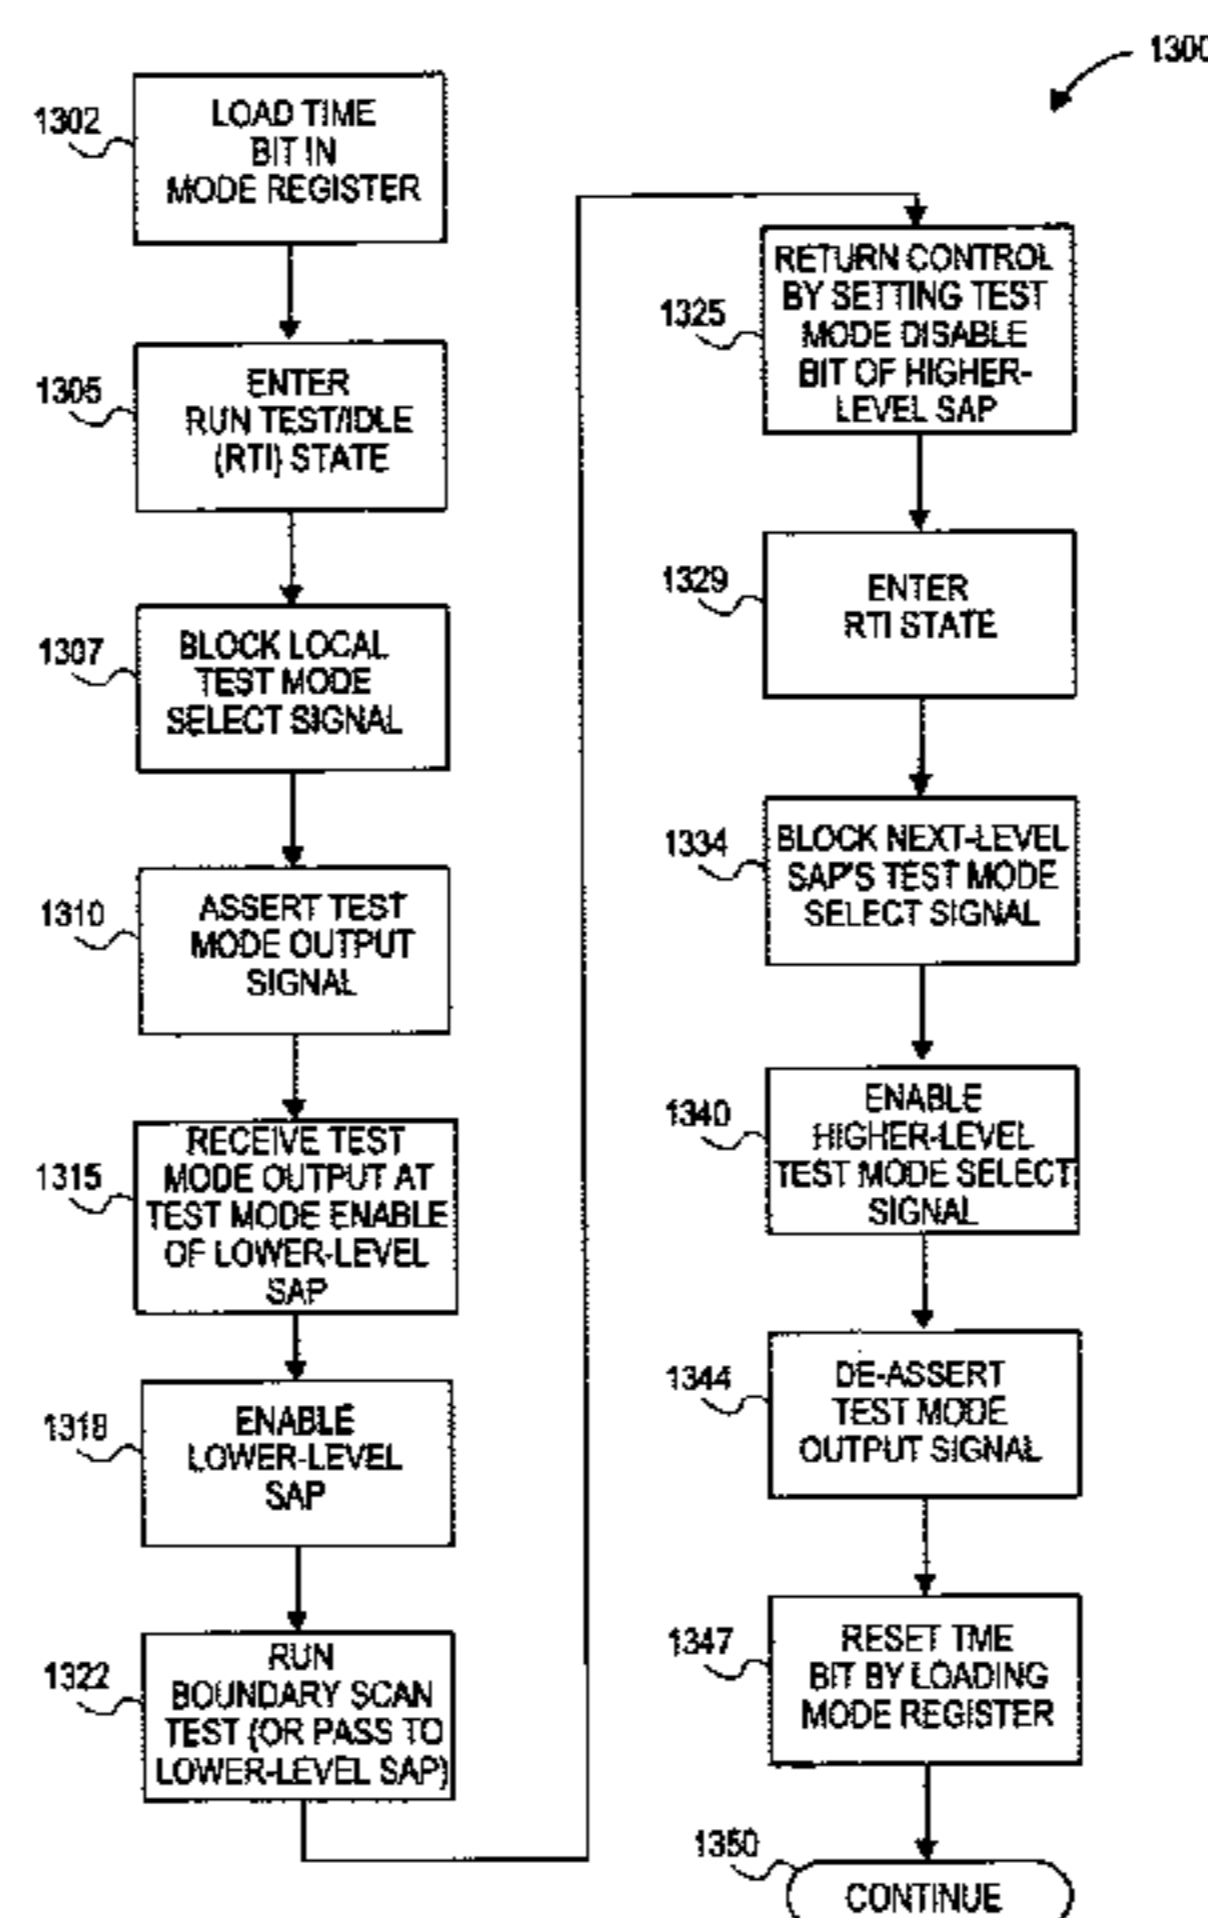 1300
1302
LOAD TIME
BIT IN
MODE REGISTER
1305
ENTER
RUN TEST/IDLE
(RTI) STATE
1307
BLOCK LOCAL
TEST MODE
SELECT SIGNAL
1310
ASSERT TEST
MODE OUTPUT
SIGNAL
1315
RECEIVE TEST
MODE OUTPUT AT
TEST MODE ENABLE
OF LOWER-LEVEL
SAP
1318
ENABLE
LOWER-LEVEL
SAP
1322
RUN
BOUNDARY SCAN
TEST (OR PASS TO
LOWER-LEVEL SAP)
1325
RETURN CONTROL
BY SETTING TEST
MODE DISABLE
BIT OF HIGHER-
LEVEL SAP
1329
ENTER
RTI STATE
1334
BLOCK NEXT-LEVEL
SAP'S TEST MODE
SELECT SIGNAL
1340
ENABLE
HIGHER-LEVEL
TEST MODE SELECT
SIGNAL
1344
DE-ASSERT
TEST MODE
OUTPUT SIGNAL
1347
RESET TME
BIT BY LOADING
MODE REGISTER
1350
CONTINUE